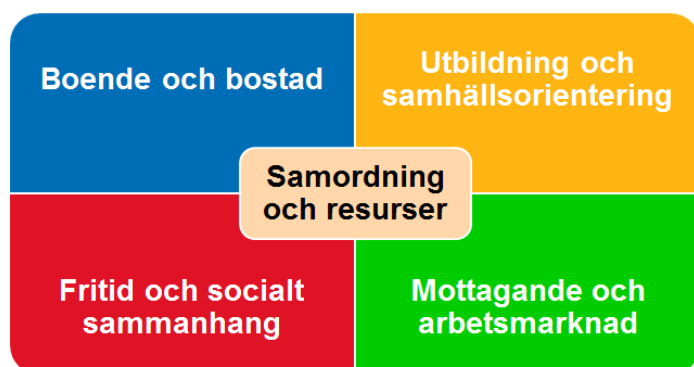 Boende och bostad
Utbildning och
samhällsorientering
Samordning
och resurser
Fritid och socialt
sammanhang
Mottagande och
arbetsmarknad